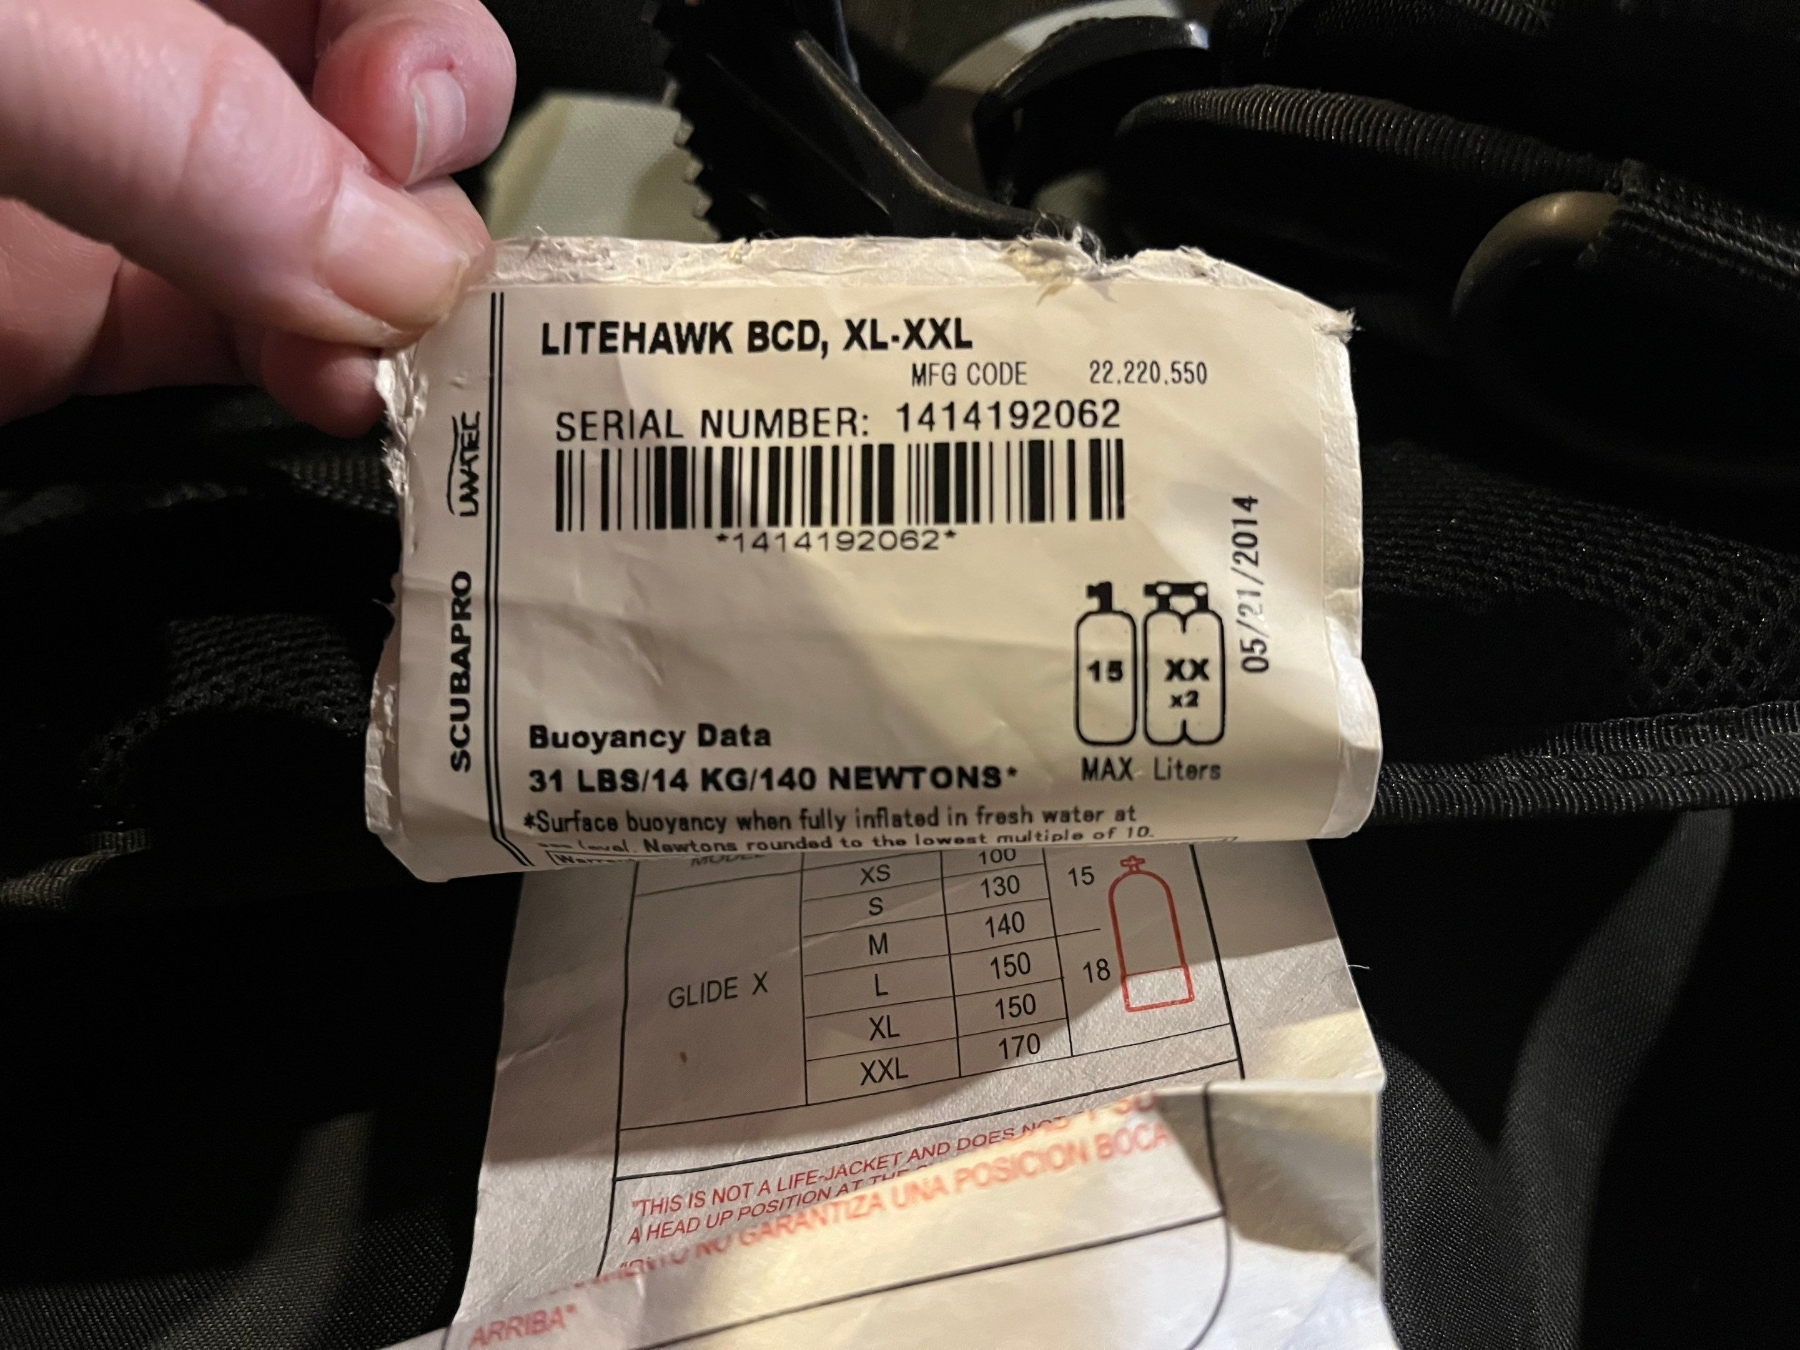 LITEHAWK BCD, XL-XXL
MFG CODE 22.220.550
SERIAL NUMBER: 1414192062
*1414192062*
UWATEC
SCUBAPRO
05/21/2014
15 XX
x2
MAX Liters
Buoyancy Data
31 LBS/14 KG/140 NEWTONS*
*Surface buoyancy when fully inflated in fresh water at
level. Newtons rounded to the lowest multiple of 10.
MODEL
100
XS 130 15
S 140
M 150 18
L 150
XL 170
XXL
GLIDE X
"THIS IS NOT A LIFE-JACKET AND DOES NOT
A HEAD UP POSITION AT THE
NO GARANTIZA UNA POSICION BOCA
ARRIBA"